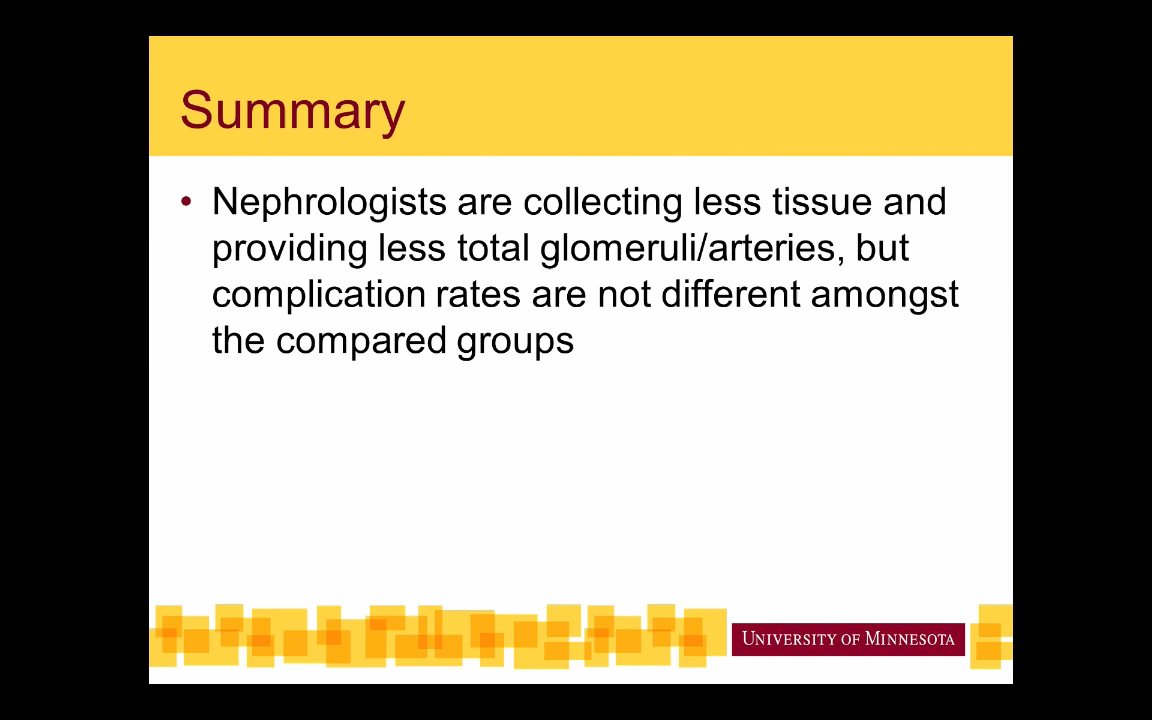 Summary
• Nephrologists are collecting less tissue and
providing less total glomeruli/arteries, but
complication rates are not different amongst
the compared groups
UNIVERSITY OF MINNESOTA